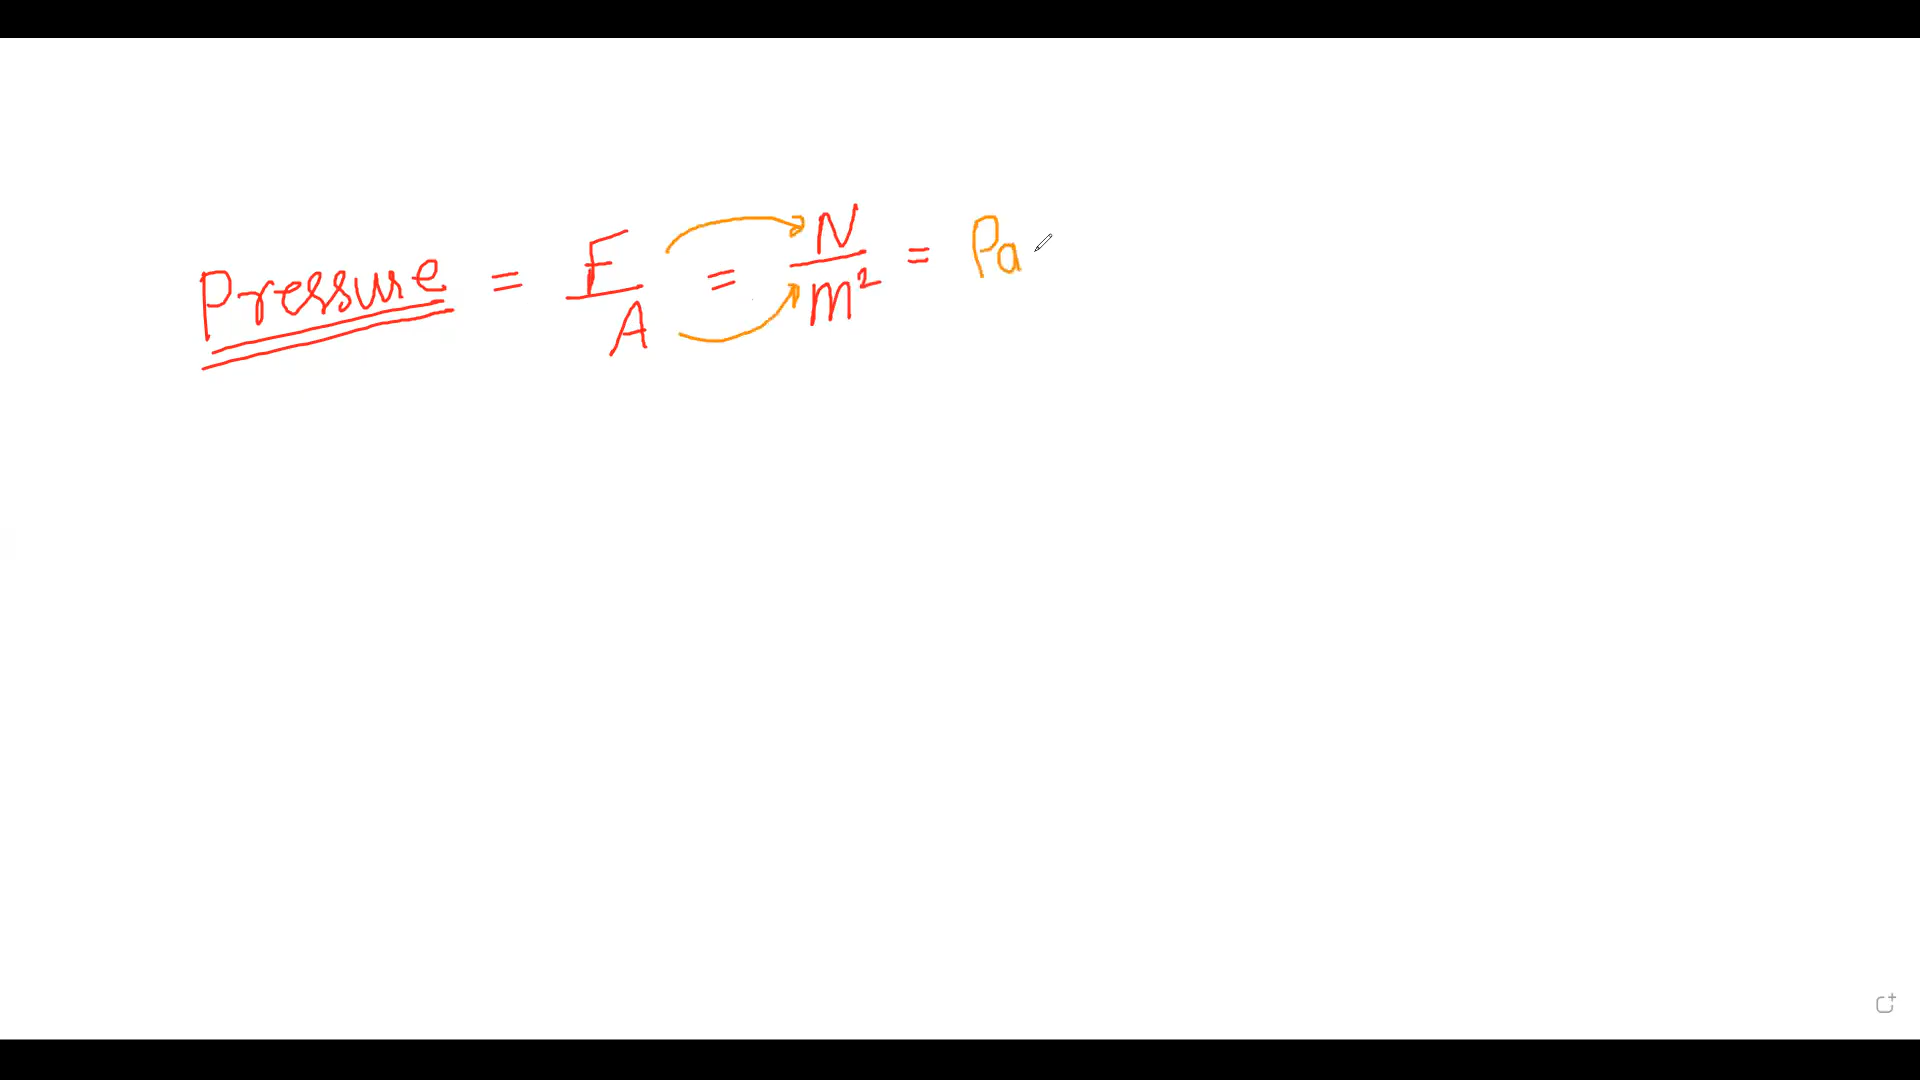 Pressure = F/A = N/m² = Pa